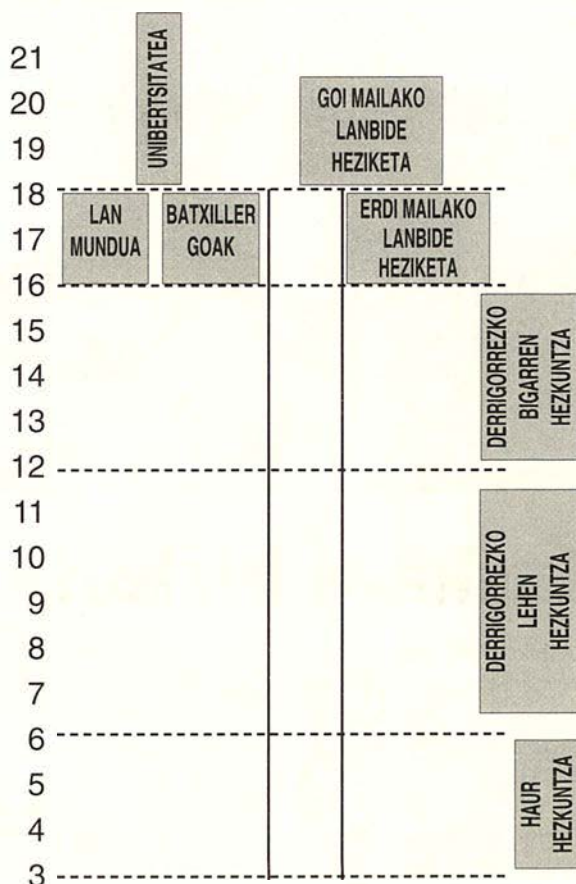 21
20
19
18
17
16
15
14
13
12
11
10
9
8
7
6
5
4
3
UNIBERTSITATEA
GOI MAILAKO
LANBIDE
HEZIKETA
LAN
MUNDUA
BATXILLER
GOAK
ERDI MAILAKO
LANBIDE
HEZIKETA
DERRIGORREZKO
BIGARREN
HEZKUNTZA
DERRIGORREZKO
LEHEN
HEZKUNTZA
HAUR
HEZKUNTZA